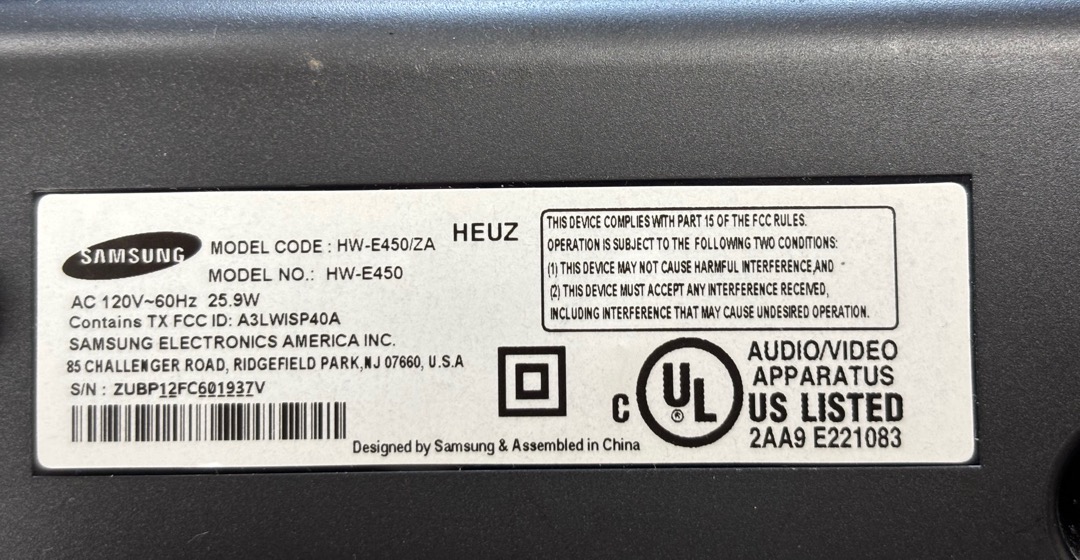 SAMSUNG
MODEL CODE : HW-E450/ZA
HEUZ
MODEL NO.: HW-E450
AC 120V~60Hz 25.9W
Contains TX FCC ID: A3LWISP40A
SAMSUNG ELECTRONICS AMERICA INC.
85 CHALLENGER ROAD, RIDGEFIELD PARK,NJ 07660, U.S.A
S/N : ZUBP12FC601937V
Designed by Samsung & Assembled in China
THIS DEVICE COMPLIES WITH PART 15 OF THE FCC RULES.
OPERATION IS SUBJECT TO THE FOLLOWING TWO CONDITIONS:
(1) THIS DEVICE MAY NOT CAUSE HARMFUL INTERFERENCE,AND
(2) THIS DEVICE MUST ACCEPT ANY INTERFERENCE RECEIVED,
INCLUDING INTERFERENCE THAT MAY CAUSE UNDESIRED OPERATION.
C UL ®
AUDIO/VIDEO
APPARATUS
US LISTED
2AA9 E221083